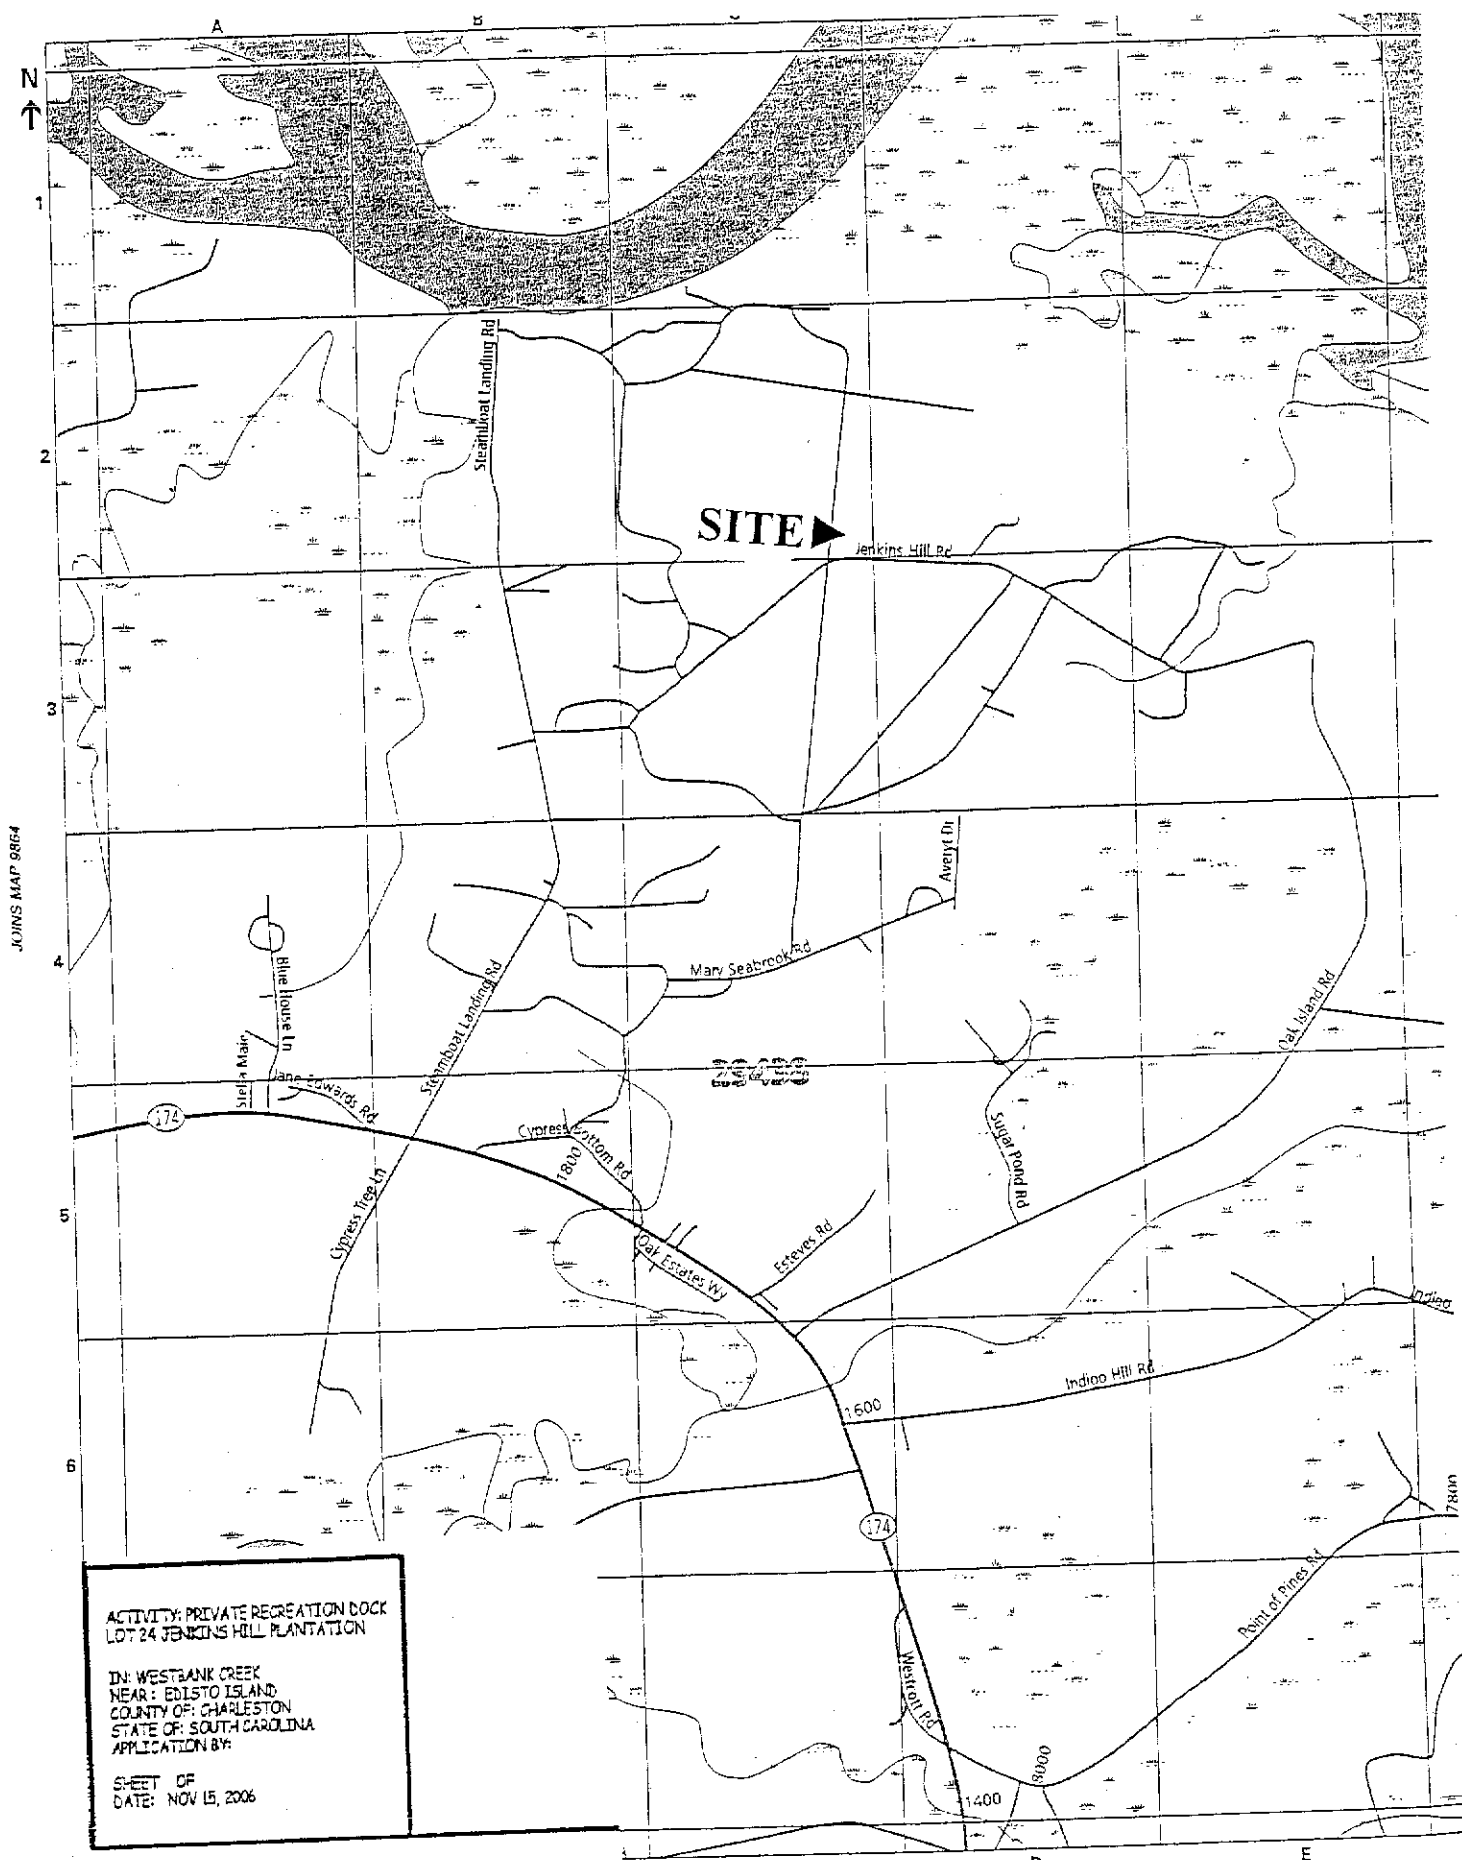 A
B
N
1
Steamboat Landing Rd
2
SITE
Jenkins Hill Rd
3
JOINS MAP 9864
Averyt Dr
4
Blue House Ln
Mary Seabrook Rd
Steamboat Landing Rd
Oak Island Rd
29438
Jane Edwards Rd
174
Cypress Bottom Rd
1800
Sugar Pond Rd
5
Cypress Tree Ln
Oak Estates Wy
Esteves Rd
Indigo
Indigo Hill Rd
1600
6
7800
174
Point of Pines Rd
ACTIVITY: PRIVATE RECREATION DOCK
LOT 24 JENKINS HILL PLANTATION
IN: WESTBANK CREEK
NEAR: EDISTO ISLAND
COUNTY OF: CHARLESTON
STATE OF: SOUTH CAROLINA
APPLICATION BY:
SHEET OF
DATE: NOV 15, 2006
Westcott Rd
8000
1400
E